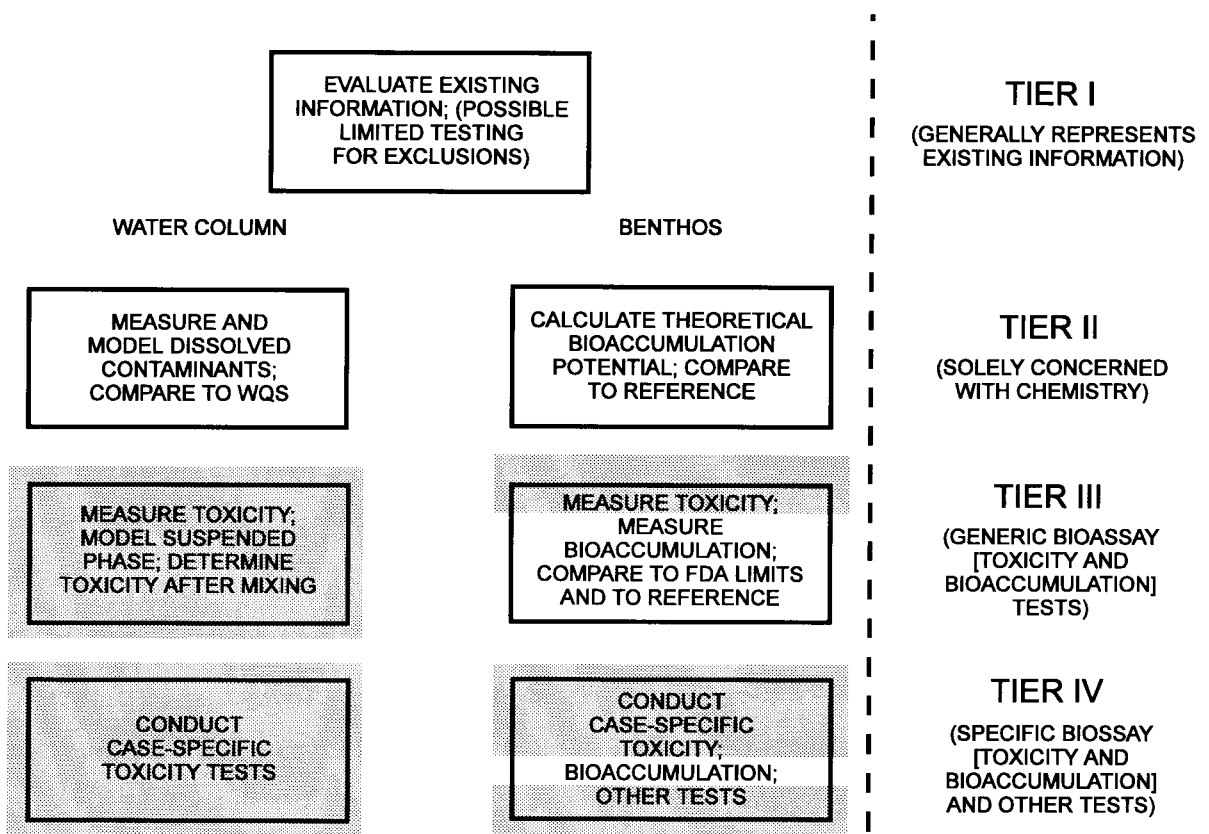 EVALUATE EXISTING
INFORMATION; (POSSIBLE
LIMITED TESTING
FOR EXCLUSIONS)
TIER I
(GENERALLY REPRESENTS
EXISTING INFORMATION)
WATER COLUMN
BENTHOS
MEASURE AND
MODEL DISSOLVED
CONTAMINANTS;
COMPARE TO WQS
CALCULATE THEORETICAL
BIOACCUMULATION
POTENTIAL; COMPARE
TO REFERENCE
TIER II
(SOLELY CONCERNED
WITH CHEMISTRY)
MEASURE TOXICITY;
MODEL SUSPENDED
PHASE; DETERMINE
TOXICITY AFTER MIXING
MEASURE TOXICITY;
MEASURE
BIOACCUMULATION;
COMPARE TO FDA LIMITS
AND TO REFERENCE
TIER III
(GENERIC BIOASSAY
[TOXICITY AND
BIOACCUMULATION]
TESTS)
CONDUCT
CASE-SPECIFIC
TOXICITY TESTS
CONDUCT
CASE-SPECIFIC
TOXICITY;
BIOACCUMULATION;
OTHER TESTS
TIER IV
(SPECIFIC BIOSSAY
[TOXICITY AND
BIOACCUMULATION]
AND OTHER TESTS)